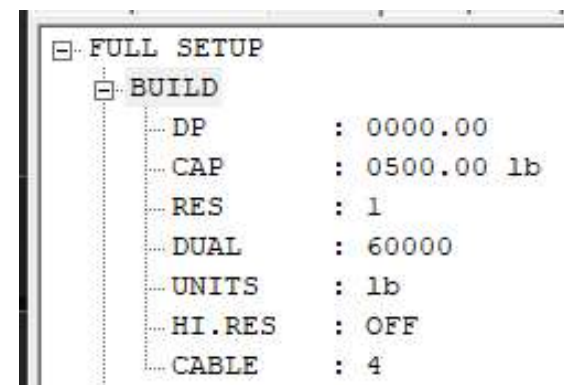 FULL SETUP
BUILD
DP : 0000.00
CAP : 0500.00 lb
RES : 1
DUAL : 60000
UNITS : lb
HI.RES : OFF
CABLE : 4